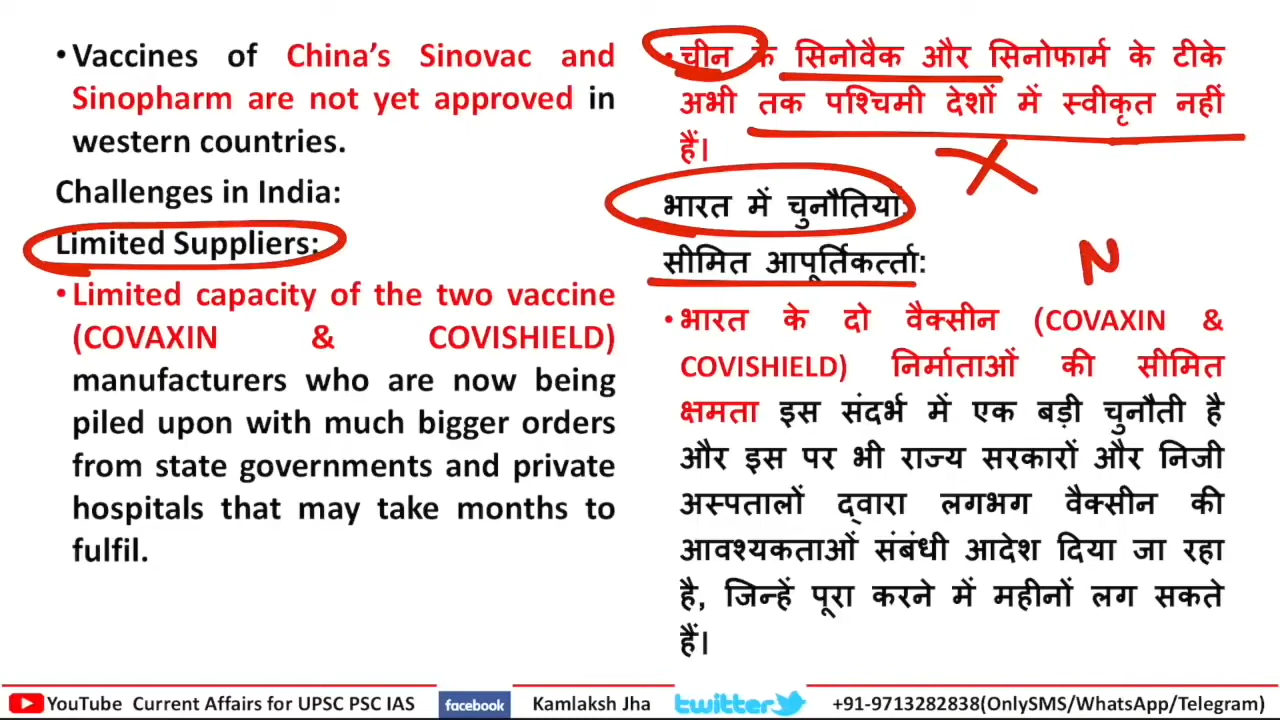 •Vaccines of China's Sinovac and
Sinopharm are not yet approved in
western countries.
Challenges in India:
Limited Suppliers:
•Limited capacity of the two vaccine
(COVAXIN & COVISHIELD)
manufacturers who are now being
piled upon with much bigger orders
from state governments and private
hospitals that may take months to
fulfil.
•चीन के सिनोवैक और सिनोफार्म के टीके
अभी तक पश्चिमी देशों में स्वीकृत नहीं
हैं।
भारत में चुनौतियाँ
सीमित आपूर्तिकर्त्ता:
•भारत के दो वैक्सीन (COVAXIN &
COVISHIELD) निर्माताओं की सीमित
क्षमता इस संदर्भ में एक बड़ी चुनौती है
और इस पर भी राज्य सरकारों और निजी
अस्पतालों द्वारा लगभग वैक्सीन की
आवश्यकताओं संबंधी आदेश दिया जा रहा
है, जिन्हें पूरा करने में महीनों लग सकते
हैं।
N
YouTube Current Affairs for UPSC PSC IAS facebook Kamlaksh Jha twitter +91-9713282838(OnlySMS/WhatsApp/Telegram)